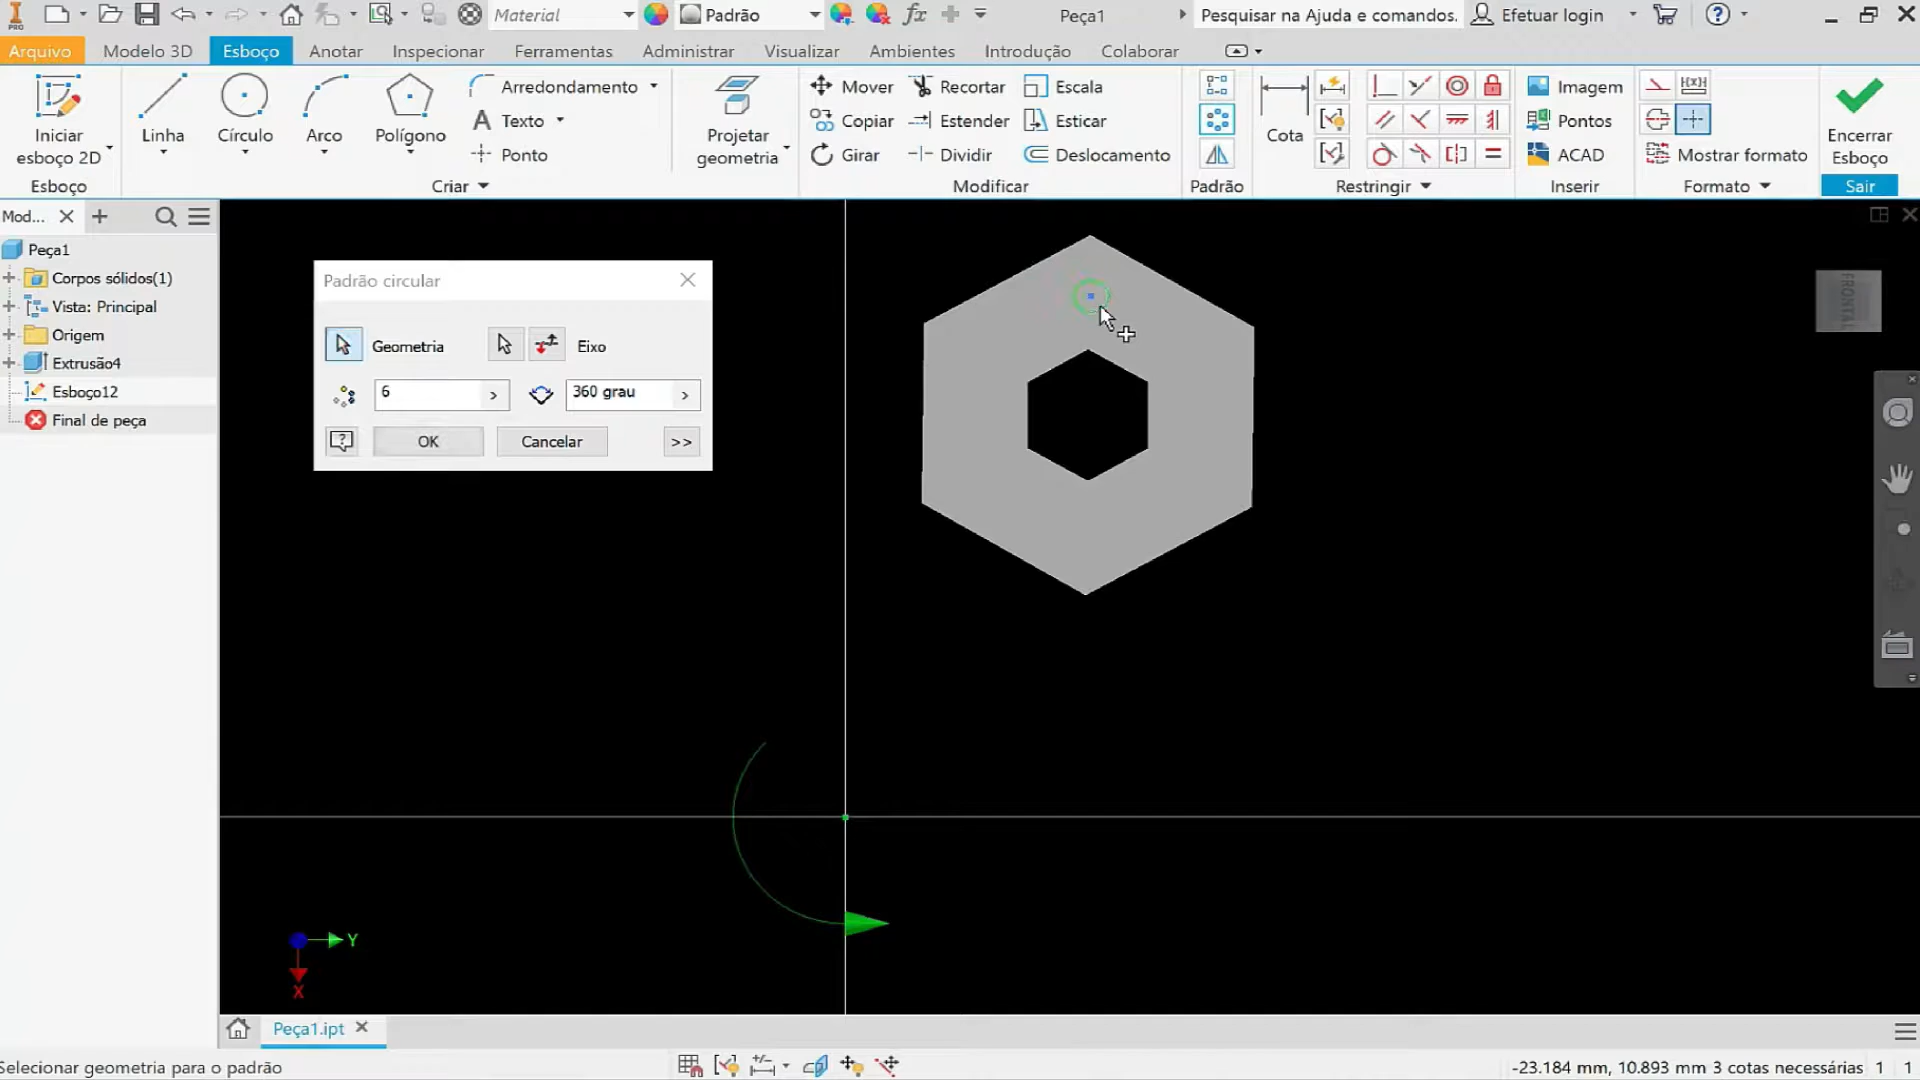 PRO
Material
Padrão
fx
Peça1
Pesquisar na Ajuda e comandos.
Efetuar login
Arquivo
Modelo 3D
Esboço
Anotar
Inspecionar
Ferramentas
Administrar
Visualizar
Ambientes
Introdução
Colaborar
Iniciar
esboço 2D
Linha
Círculo
Arco
Polígono
Arredondamento
Texto
Ponto
Projetar
geometria
Mover
Copiar
Girar
Recortar
Estender
Dividir
Escala
Esticar
Deslocamento
Cota
Imagem
Pontos
ACAD
Mostrar formato
Encerrar
Esboço
Esboço
Criar
Modificar
Padrão
Restringir
Inserir
Formato
Sair
Mod...
Peça1
Corpos sólidos(1)
Vista: Principal
Origem
Extrusão4
Esboço12
Final de peça
Padrão circular
Geometria
Eixo
6
>
360 grau
>
OK
Cancelar
>>
FRONTAL
Y
X
Peça1.ipt
Selecionar geometria para o padrão
-23.184 mm, 10.893 mm 3 cotas necessárias 1 1